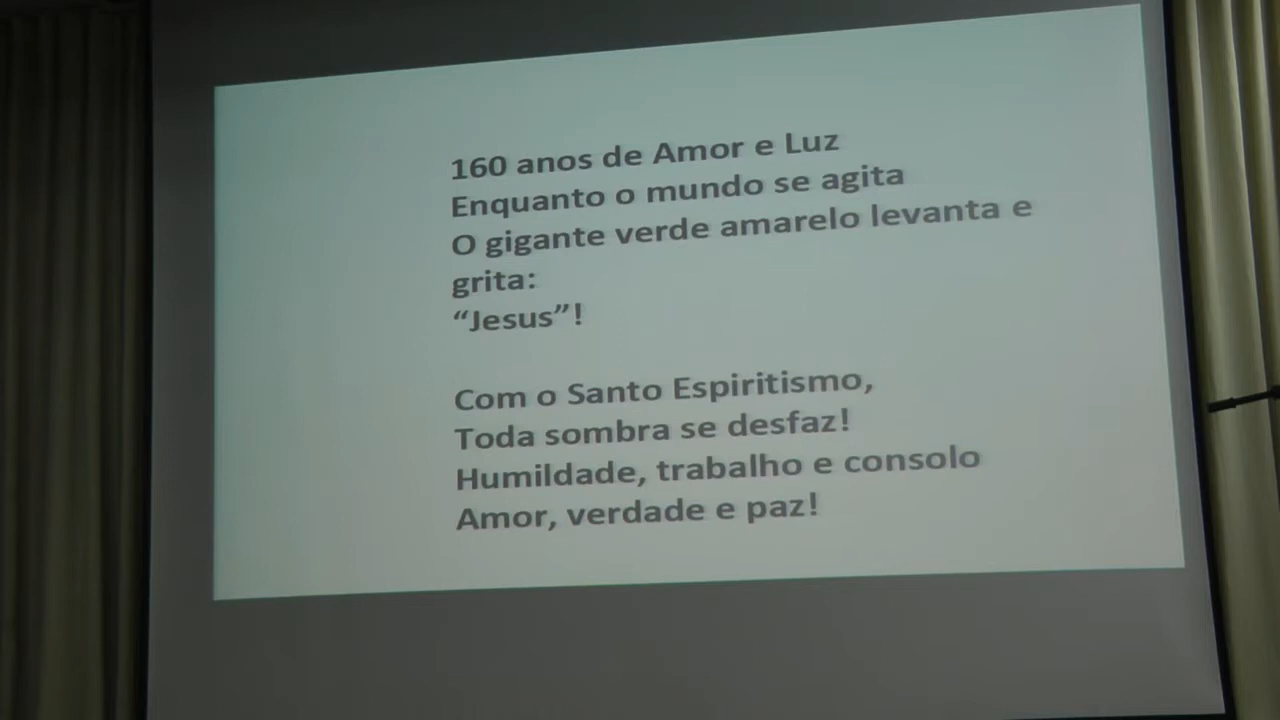 160 anos de Amor e Luz
Enquanto o mundo se agita
O gigante verde amarelo levanta e
grita:
“Jesus”!
Com o Santo Espiritismo,
Toda sombra se desfaz!
Humildade, trabalho e consolo
Amor, verdade e paz!